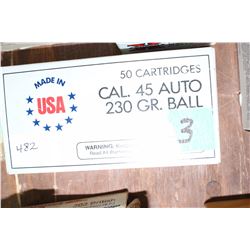 MADE IN
USA
50 CARTRIDGES
CAL. 45 AUTO
230 GR. BALL
482
3
WARNING: